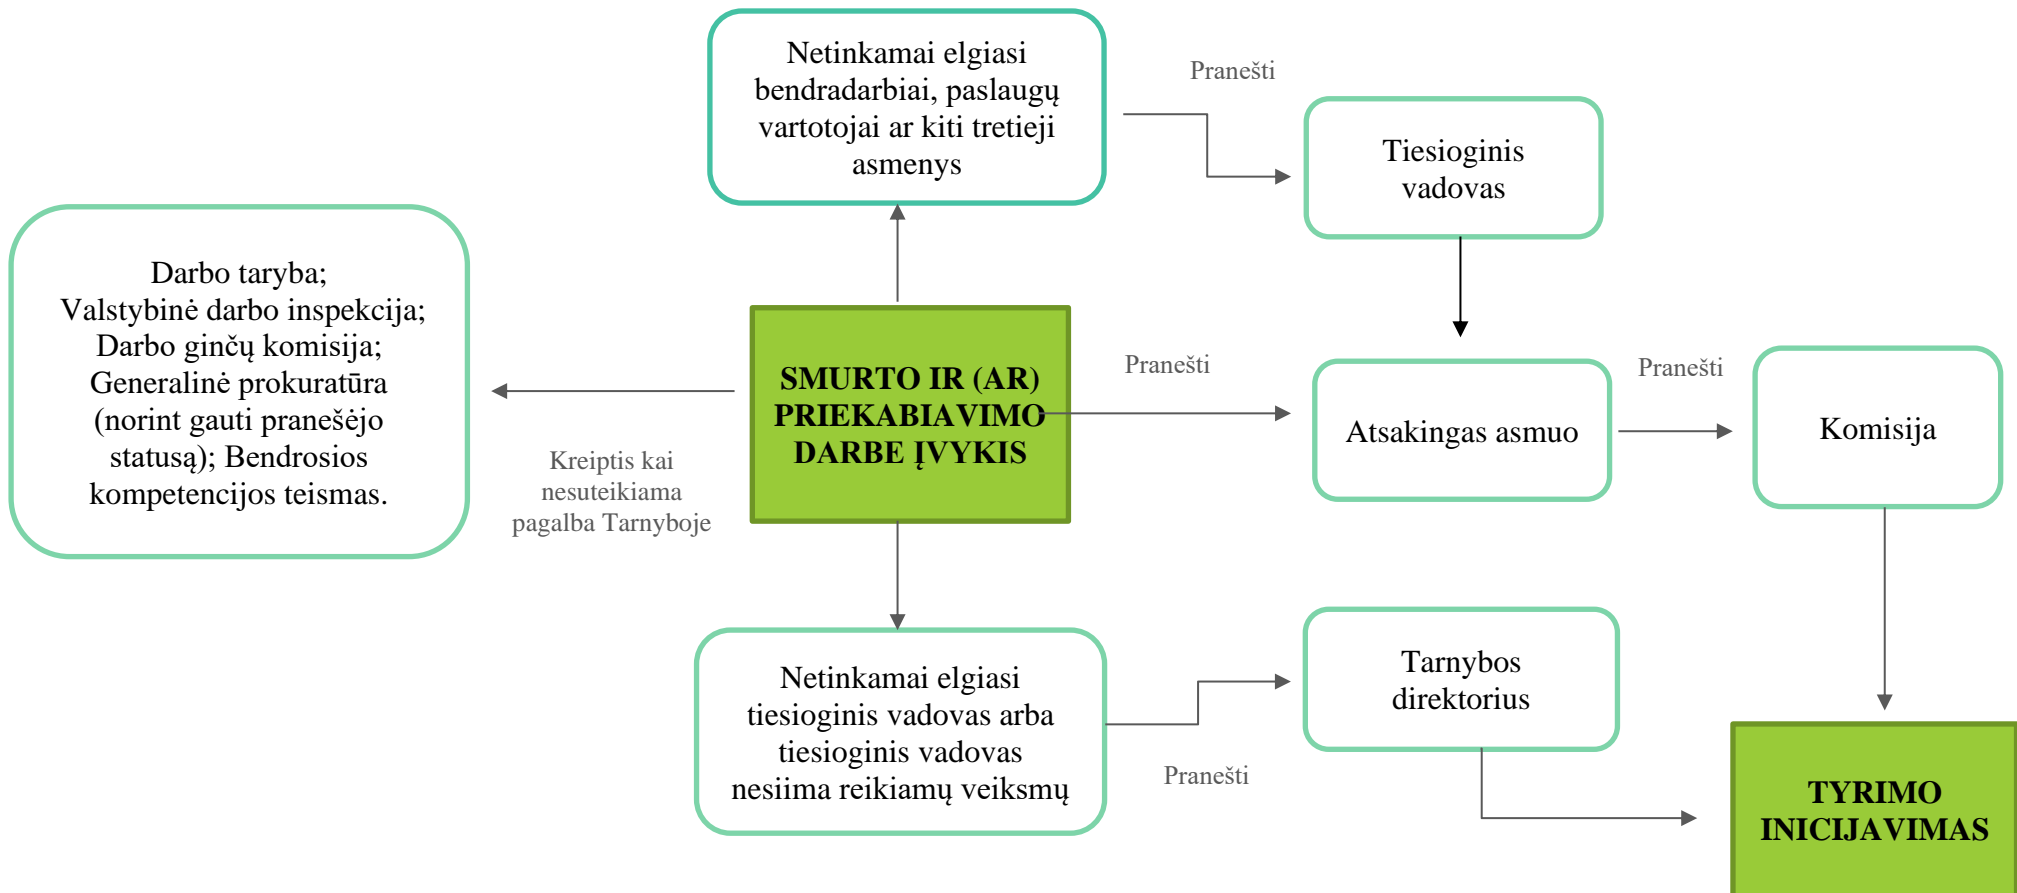 Netinkamai elgiasi
bendradarbiai, paslaugų
vartotojai ar kiti tretieji
asmenys
Pranešti
Tiesioginis
vadovas
Darbo taryba;
Valstybinė darbo inspekcija;
Darbo ginčų komisija;
Generalinė prokuratūra
(norint gauti pranešėjo
statusą); Bendrosios
kompetencijos teismas.
Kreiptis kai
nesuteikiama
pagalba Tarnyboje
SMURTO IR (AR)
PRIEKABIAVIMO
DARBE ĮVYKIS
Pranešti
Atsakingas asmuo
Pranešti
Komisija
Netinkamai elgiasi
tiesioginis vadovas arba
tiesioginis vadovas
nesiima reikiamų veiksmų
Pranešti
Tarnybos
direktorius
TYRIMO
INICIJAVIMAS